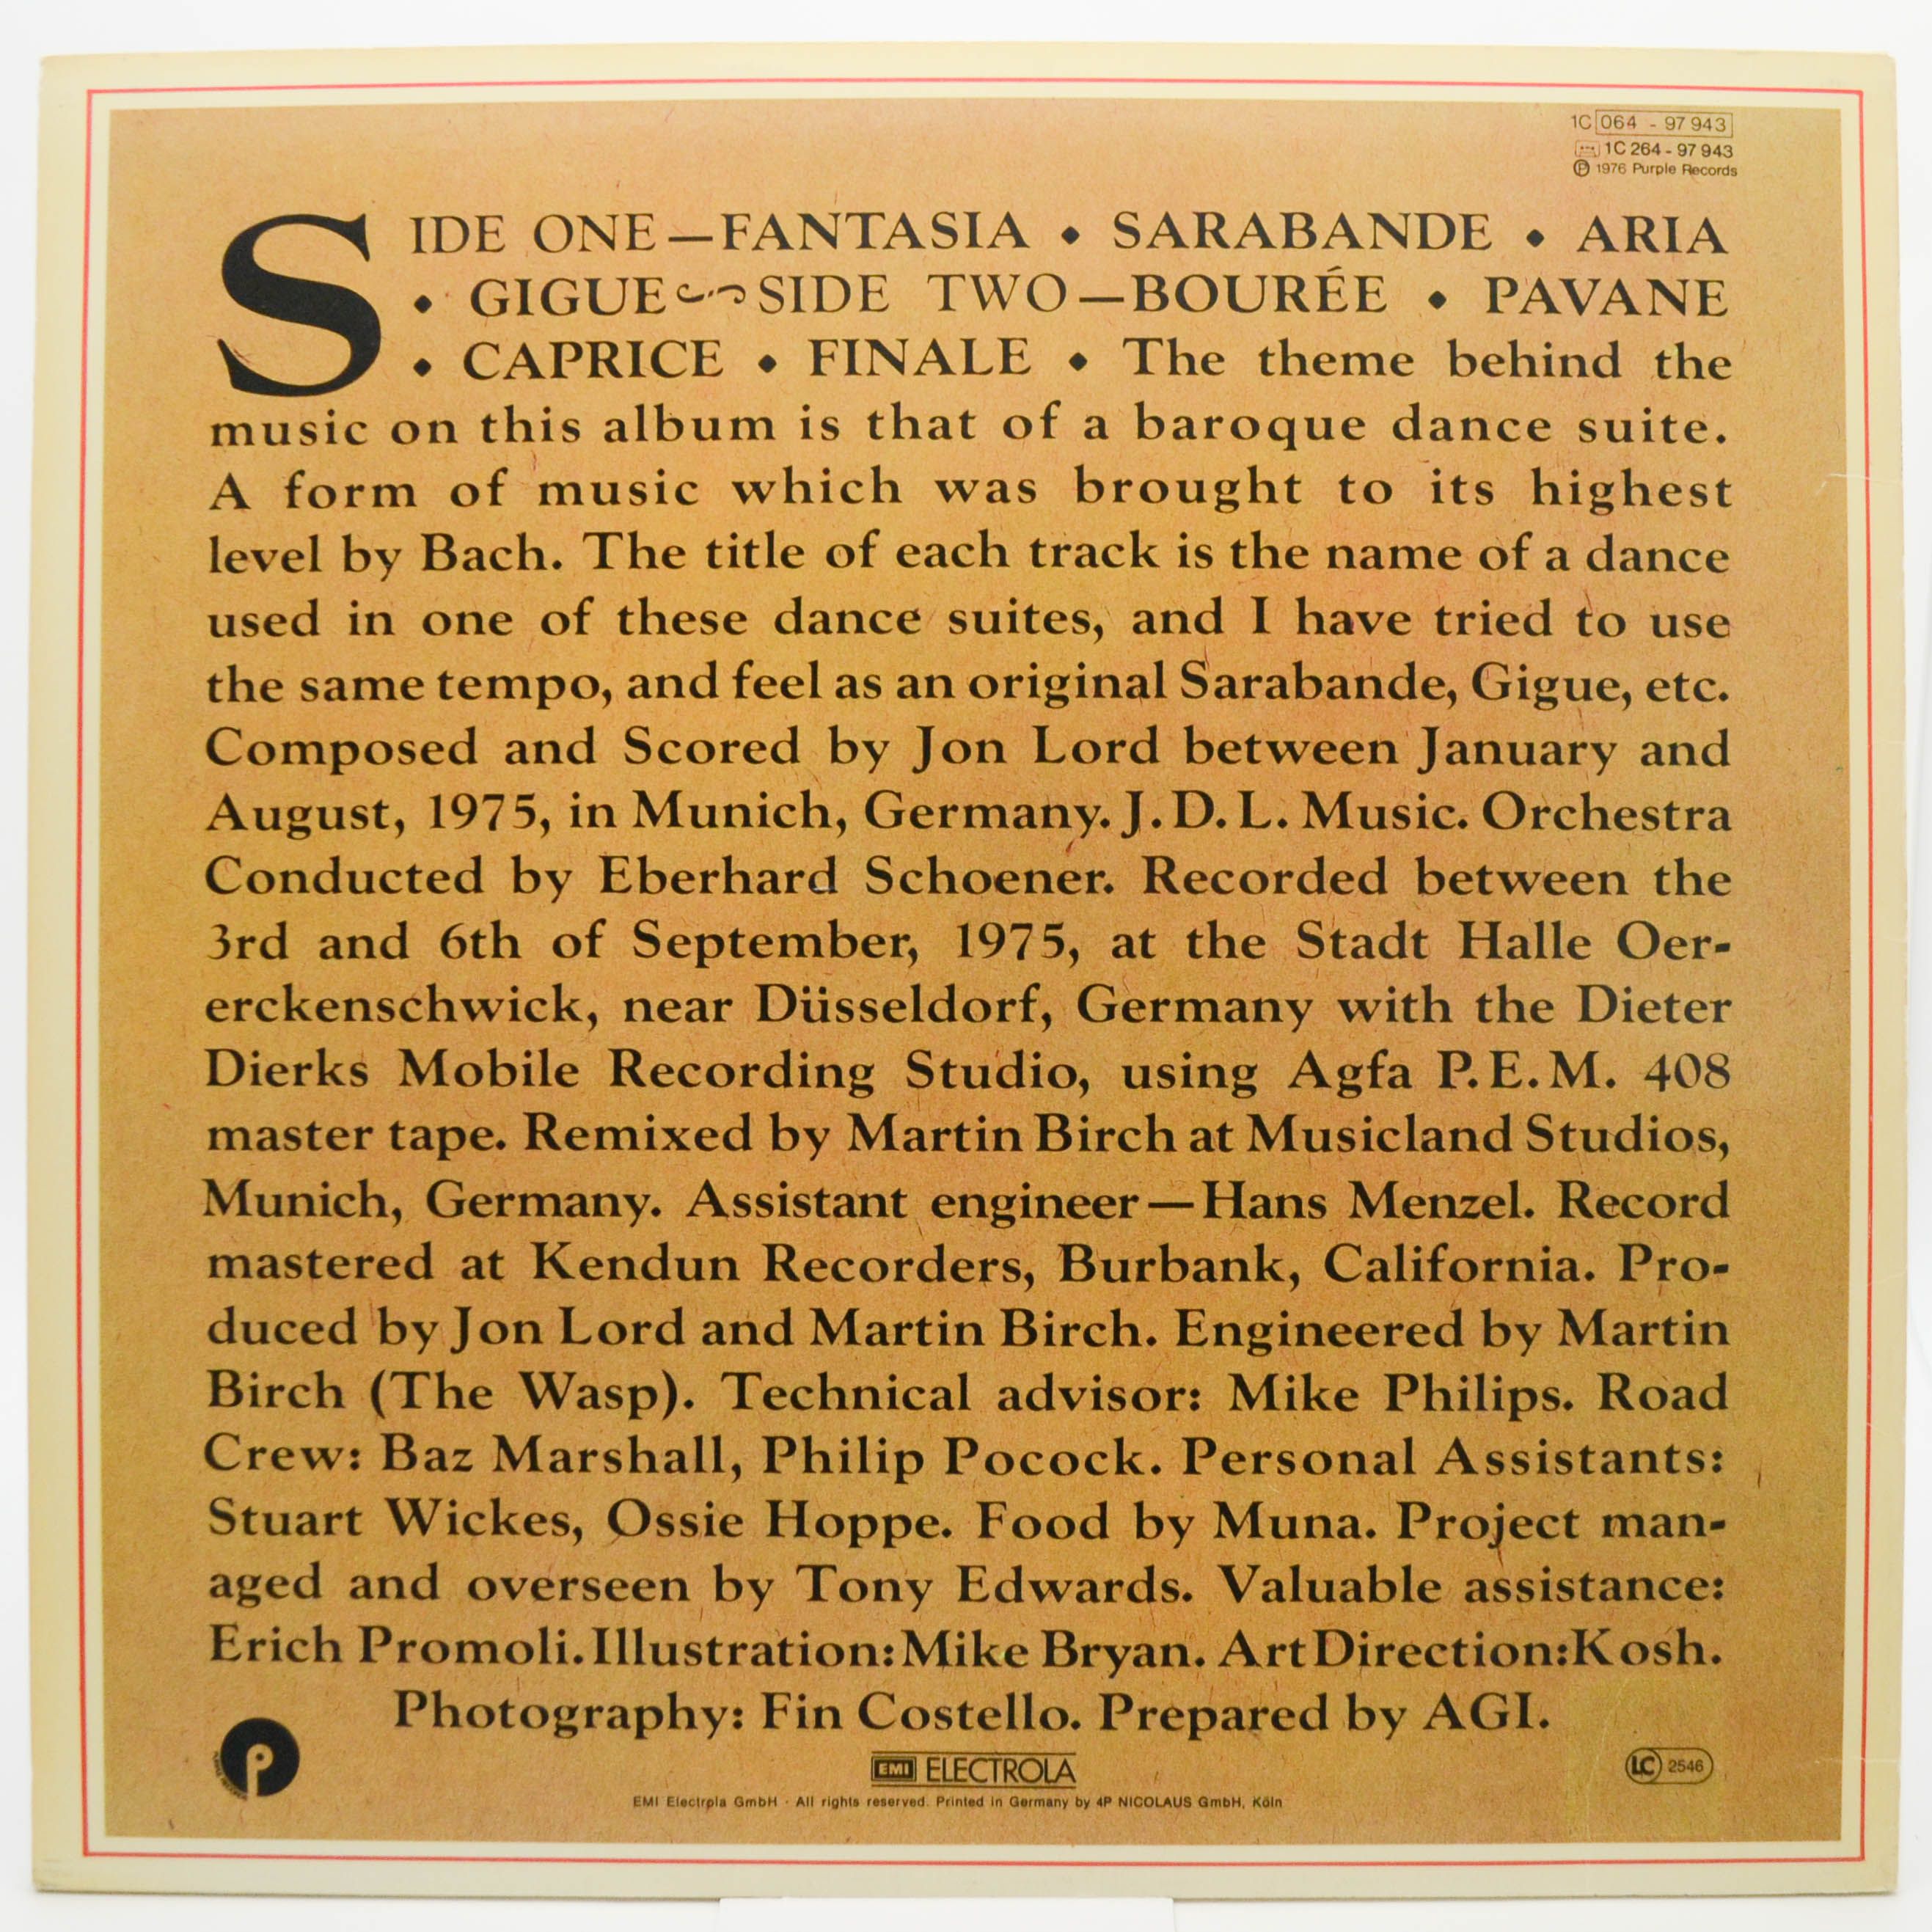 1C 064 - 97 943
1C 264 - 97 943
℗ 1976 Purple Records
SIDE ONE—FANTASIA • SARABANDE • ARIA
• GIGUE SIDE TWO—BOURÉE • PAVANE
• CAPRICE • FINALE • The theme behind the
music on this album is that of a baroque dance suite.
A form of music which was brought to its highest
level by Bach. The title of each track is the name of a dance
used in one of these dance suites, and I have tried to use
the same tempo, and feel as an original Sarabande, Gigue, etc.
Composed and Scored by Jon Lord between January and
August, 1975, in Munich, Germany. J.D.L. Music. Orchestra
Conducted by Eberhard Schoener. Recorded between the
3rd and 6th of September, 1975, at the Stadt Halle Oer-
erckenschwick, near Düsseldorf, Germany with the Dieter
Dierks Mobile Recording Studio, using Agfa P.E.M. 408
master tape. Remixed by Martin Birch at Musicland Studios,
Munich, Germany. Assistant engineer—Hans Menzel. Record
mastered at Kendun Recorders, Burbank, California. Pro-
duced by Jon Lord and Martin Birch. Engineered by Martin
Birch (The Wasp). Technical advisor: Mike Philips. Road
Crew: Baz Marshall, Philip Pocock. Personal Assistants:
Stuart Wickes, Ossie Hoppe. Food by Muna. Project man-
aged and overseen by Tony Edwards. Valuable assistance:
Erich Promoli. Illustration: Mike Bryan. Art Direction: Kosh.
Photography: Fin Costello. Prepared by AGI.
EMI ELECTROLA
LC 2546
EMI Electrola GmbH · All rights reserved. Printed in Germany by 4P NICOLAUS GmbH, Köln